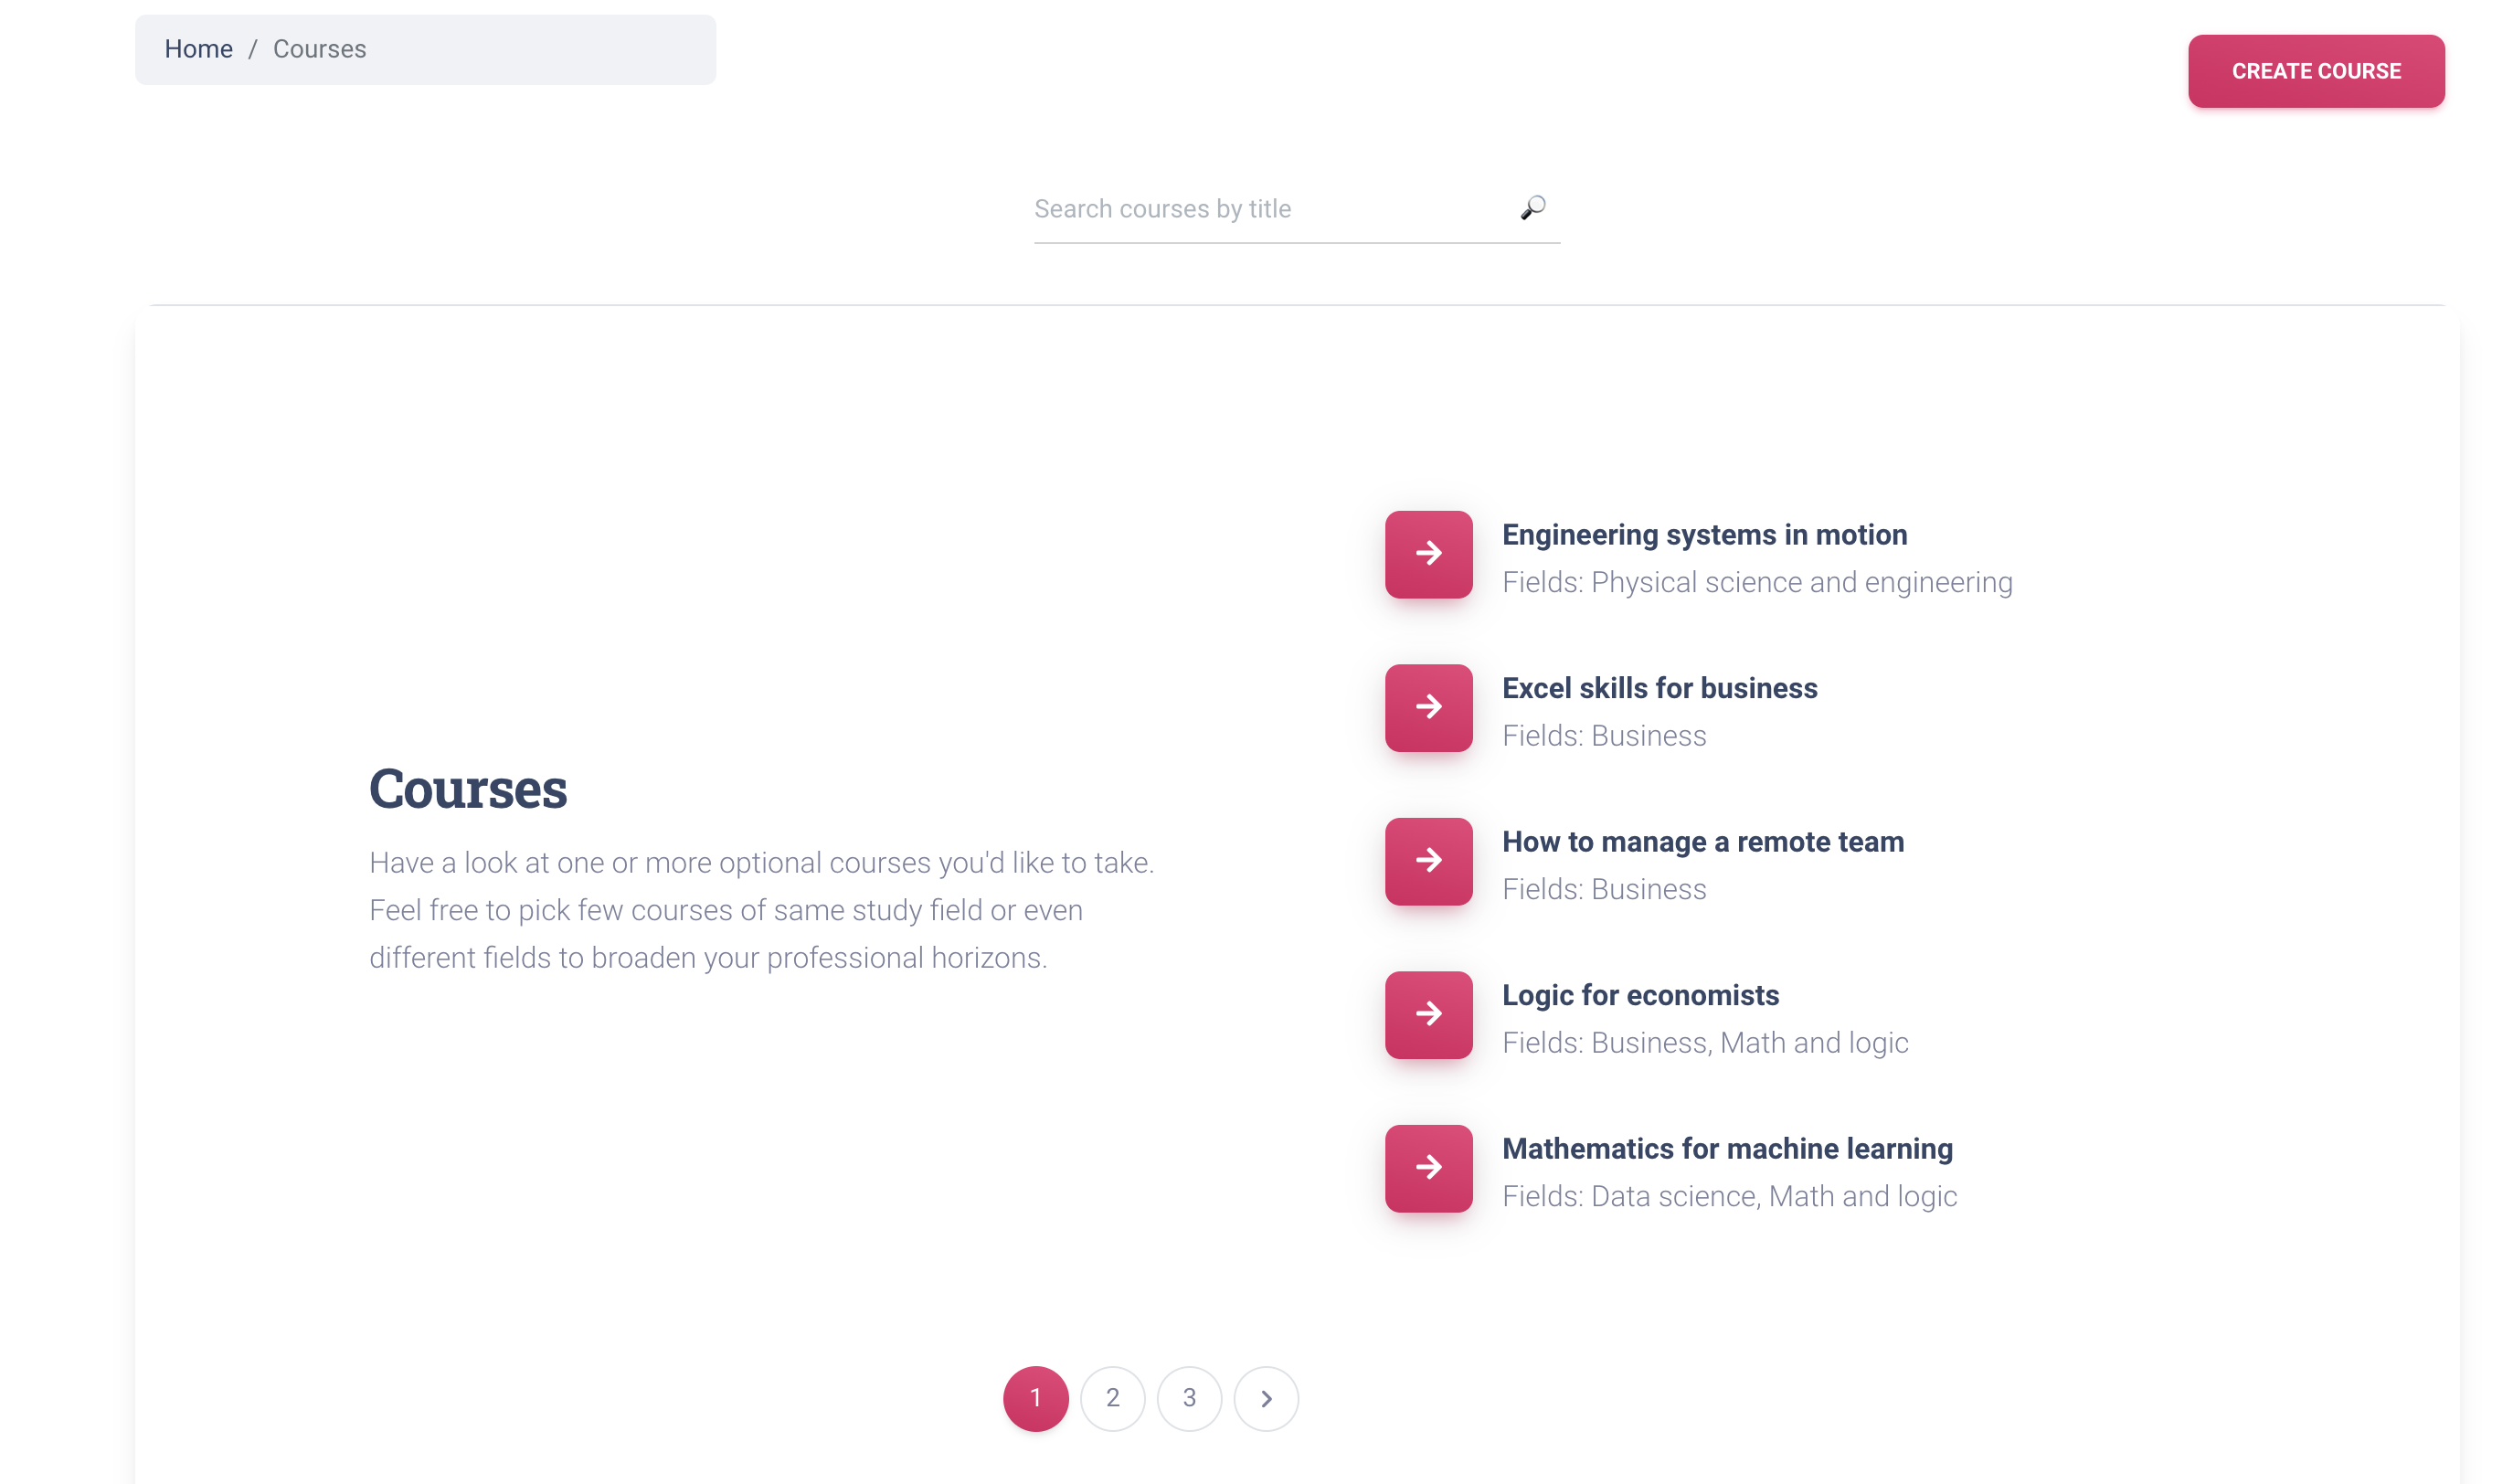 Home / Courses
CREATE COURSE
Search courses by title
Courses
Have a look at one or more optional courses you'd like to take.
Feel free to pick few courses of same study field or even
different fields to broaden your professional horizons.
Engineering systems in motion
Fields: Physical science and engineering
Excel skills for business
Fields: Business
How to manage a remote team
Fields: Business
Logic for economists
Fields: Business, Math and logic
Mathematics for machine learning
Fields: Data science, Math and logic
1 2 3